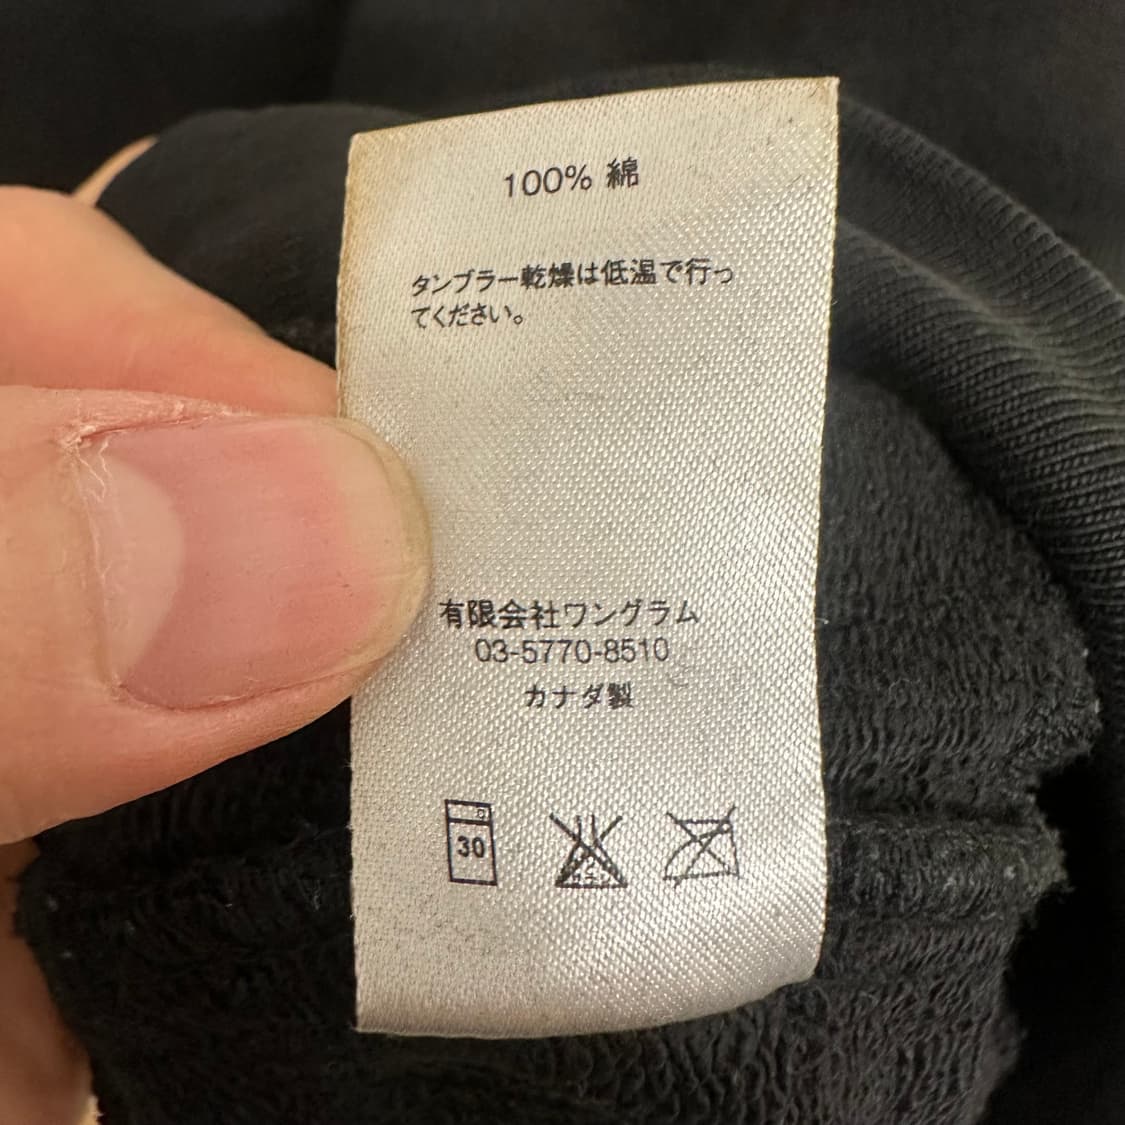 100% 綿
タンブラー乾燥は低温で行っ
てください。
有限会社ワングラム
03-5770-8510
カナダ製
30